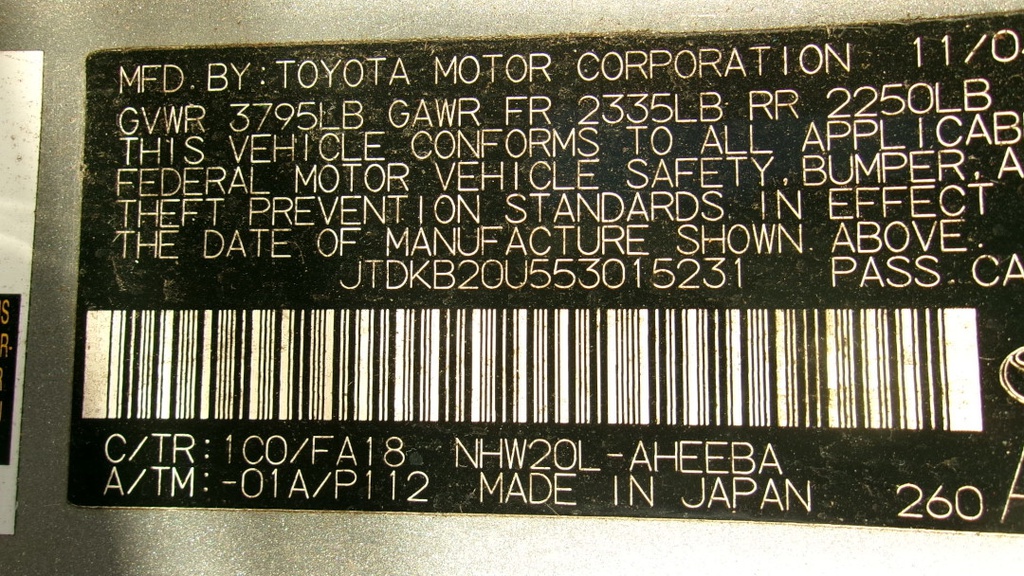 MFD. BY: TOYOTA MOTOR CORPORATION 11/0
GVWR 3795LB GAWR FR 2335LB RR 2250LB
THIS VEHICLE CONFORMS TO ALL APPLICAB
FEDERAL MOTOR VEHICLE SAFETY, BUMPER, A
THEFT PREVENTION STANDARDS IN EFFECT
THE DATE OF MANUFACTURE SHOWN ABOVE.
JTDKB20U553015231 PASS CA
C/TR: 1C0/FA18 NHW20L-AHEEBA
A/TM: -01A/P112 MADE IN JAPAN 260